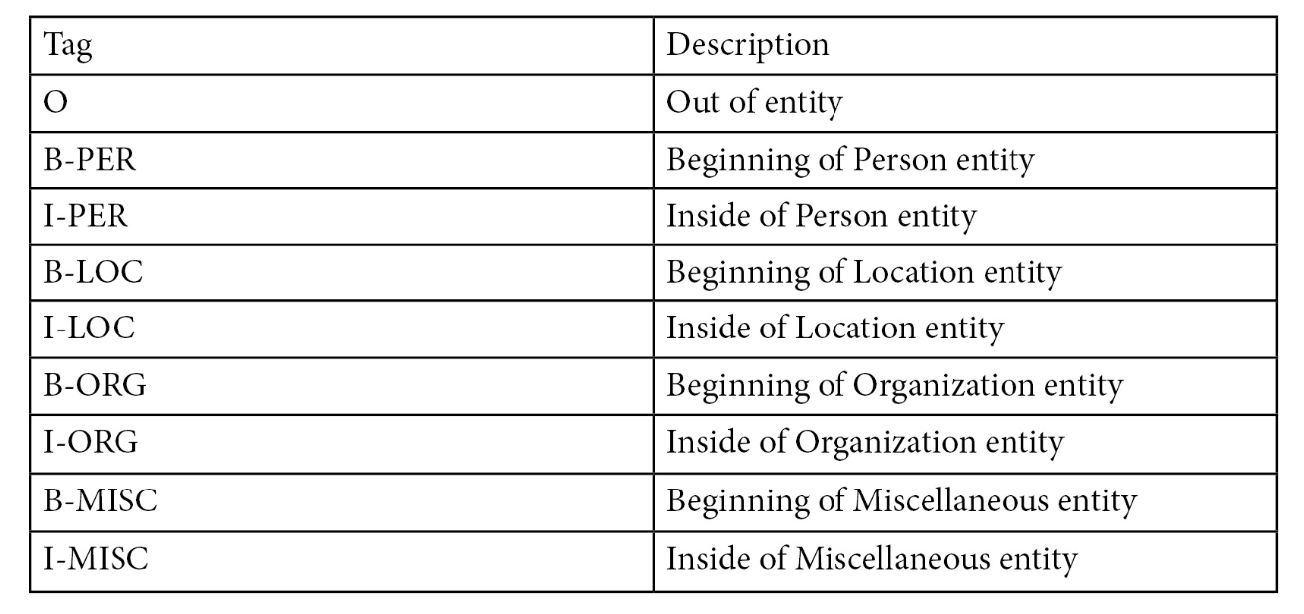 Tag Description
O Out of entity
B-PER Beginning of Person entity
I-PER Inside of Person entity
B-LOC Beginning of Location entity
I-LOC Inside of Location entity
B-ORG Beginning of Organization entity
I-ORG Inside of Organization entity
B-MISC Beginning of Miscellaneous entity
I-MISC Inside of Miscellaneous entity